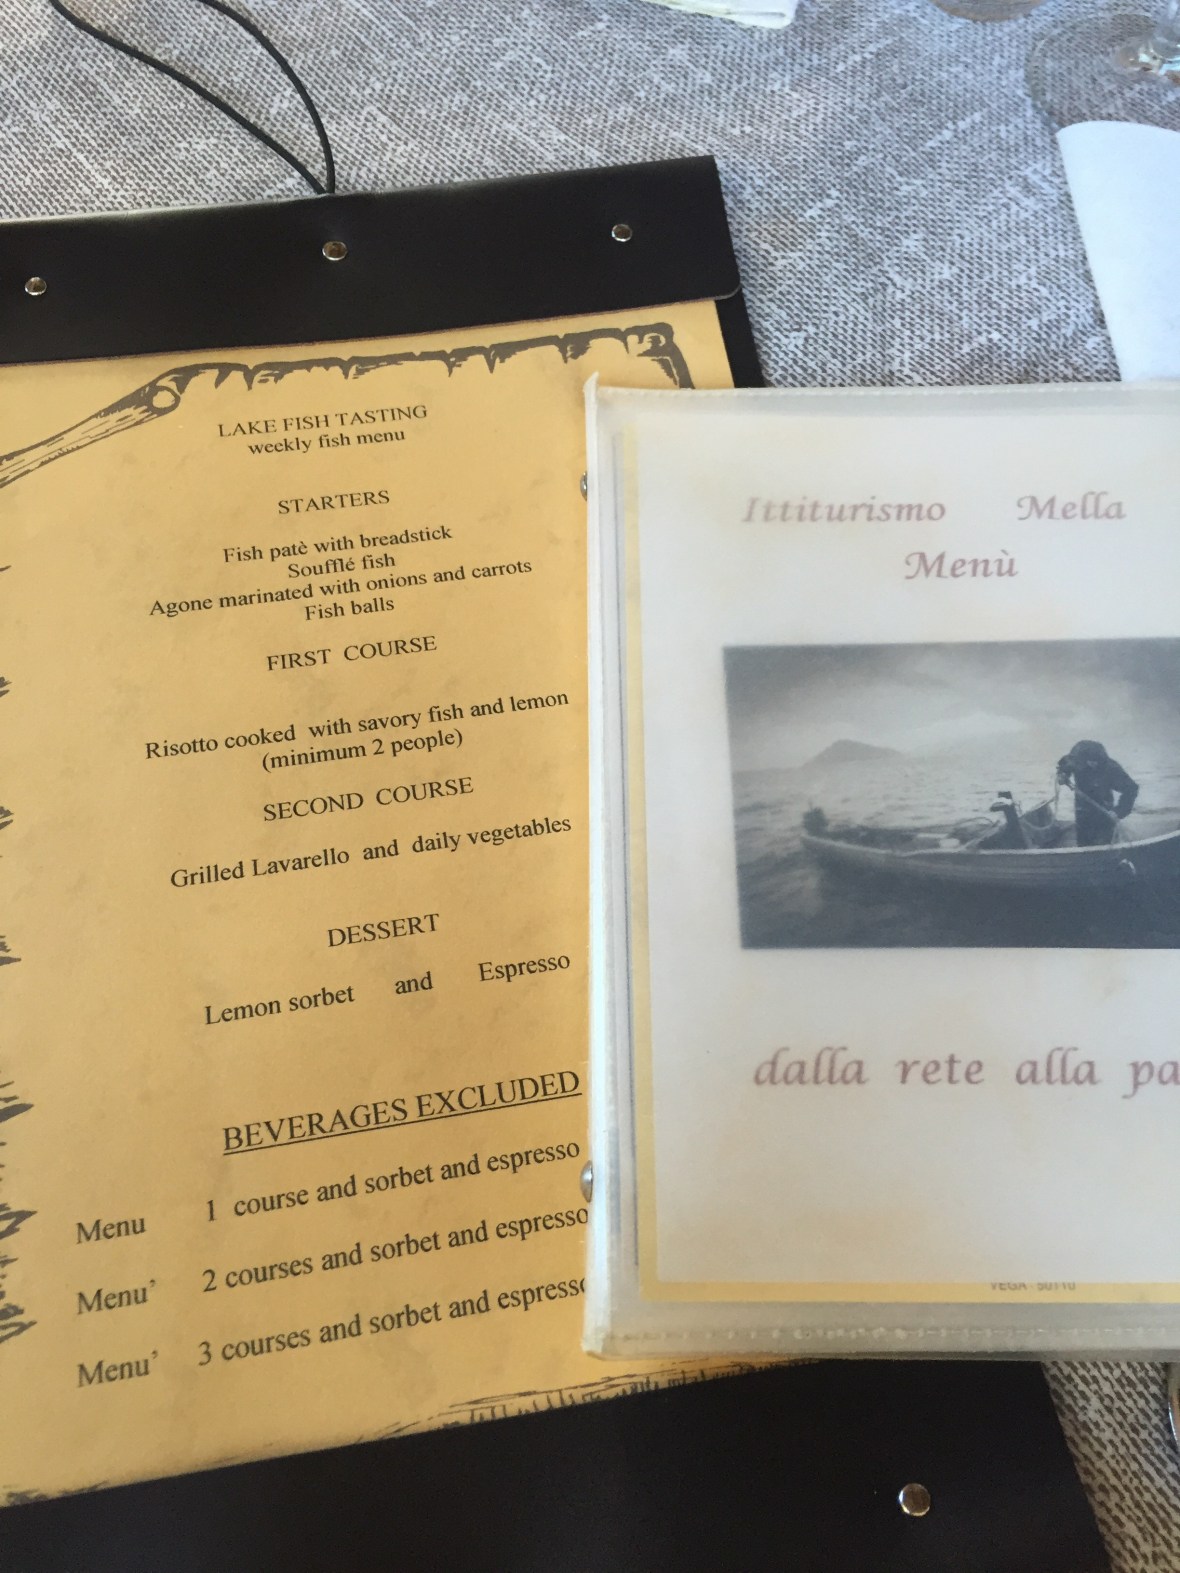 LAKE FISH TASTING
weekly fish menu
STARTERS
Fish patè with breadstick
Soufflé fish
Agone marinated with onions and carrots
Fish balls
FIRST COURSE
Risotto cooked with savory fish and lemon
(minimum 2 people)
SECOND COURSE
Grilled Lavarello and daily vegetables
DESSERT
Lemon sorbet and Espresso
BEVERAGES EXCLUDED
Menu 1 course and sorbet and espresso
Menu' 2 courses and sorbet and espresso
Menu' 3 courses and sorbet and espresso
Ittiturismo Mella
Menù
dalla rete alla